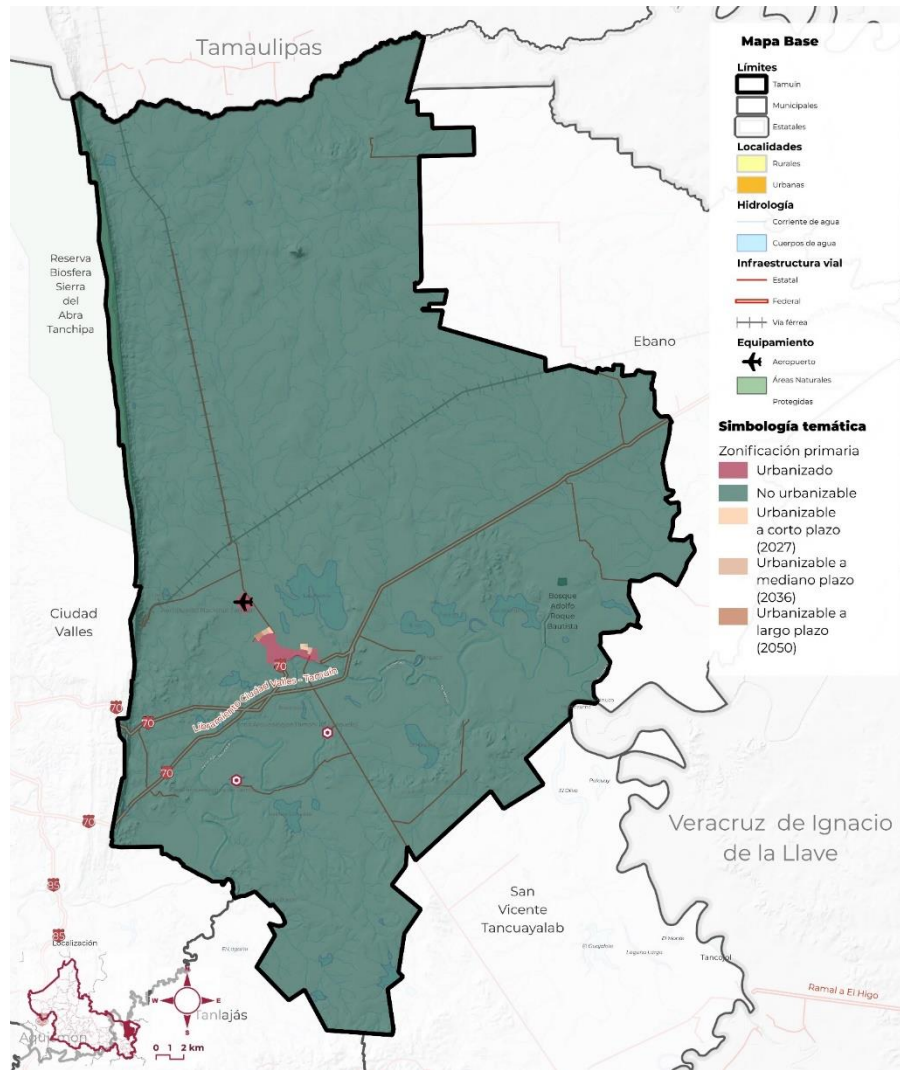 Tamaulipas
Reserva
Biosfera
Sierra
del
Abra
Tanchipa
Ebano
Ciudad
Valles
Bosque
Adolfo
Roque
Bautista
70
Libramiento Ciudad Valles - Tamuín
70
70
70
70
85
85
Veracruz de Ignacio
de la Llave
San
Vicente
Tancuayalab
Tancojol
Ramal a El Higo
Tanlajás
Aquismón
Localización
N
W
E
S
0 1 2 km
Mapa Base
Límites
Tamuín
Municipales
Estatales
Localidades
Rurales
Urbanas
Hidrología
Corriente de agua
Cuerpos de agua
Infraestructura vial
Estatal
Federal
Vía férrea
Equipamiento
Aeropuerto
Áreas Naturales
Protegidas
Simbología temática
Zonificación primaria
Urbanizado
No urbanizable
Urbanizable
a corto plazo
(2027)
Urbanizable a
mediano plazo
(2036)
Urbanizable a
largo plazo
(2050)